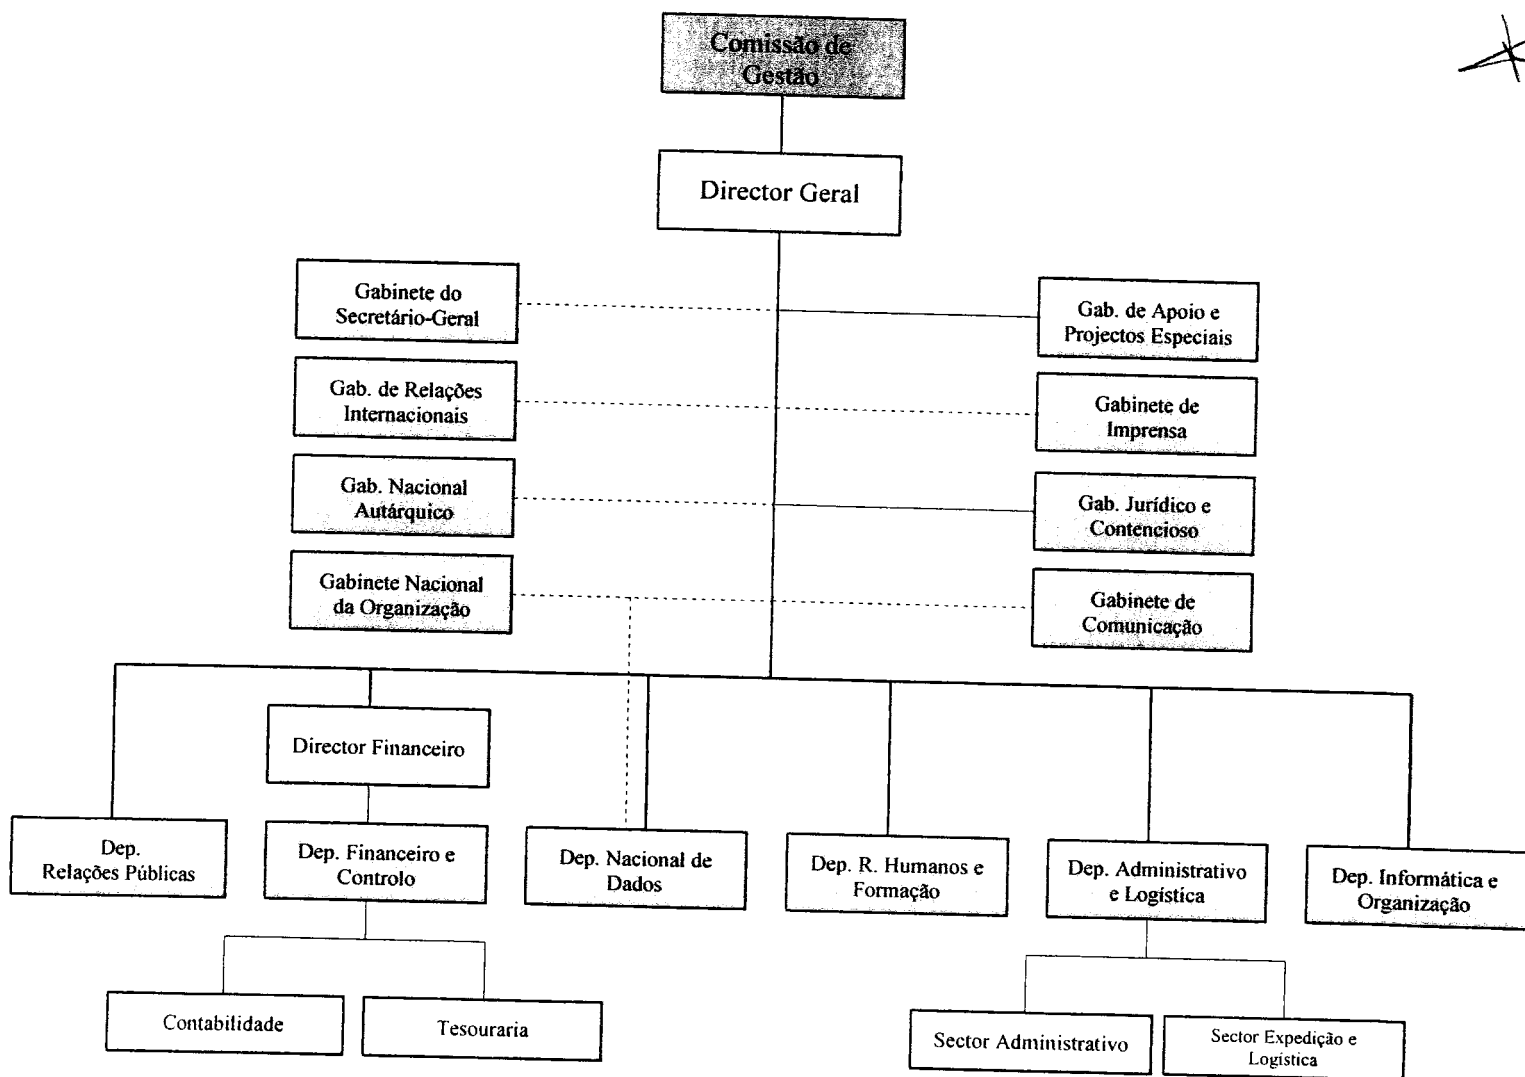 Comissão de
Gestão
Director Geral
Gabinete do
Secretário-Geral
Gab. de Apoio e
Projectos Especiais
Gab. de Relações
Internacionais
Gabinete de
Imprensa
Gab. Nacional
Autárquico
Gab. Jurídico e
Contencioso
Gabinete Nacional
da Organização
Gabinete de
Comunicação
Director Financeiro
Dep.
Relações Públicas
Dep. Financeiro e
Controlo
Dep. Nacional de
Dados
Dep. R. Humanos e
Formação
Dep. Administrativo
e Logística
Dep. Informática e
Organização
Contabilidade
Tesouraria
Sector Administrativo
Sector Expedição e
Logística